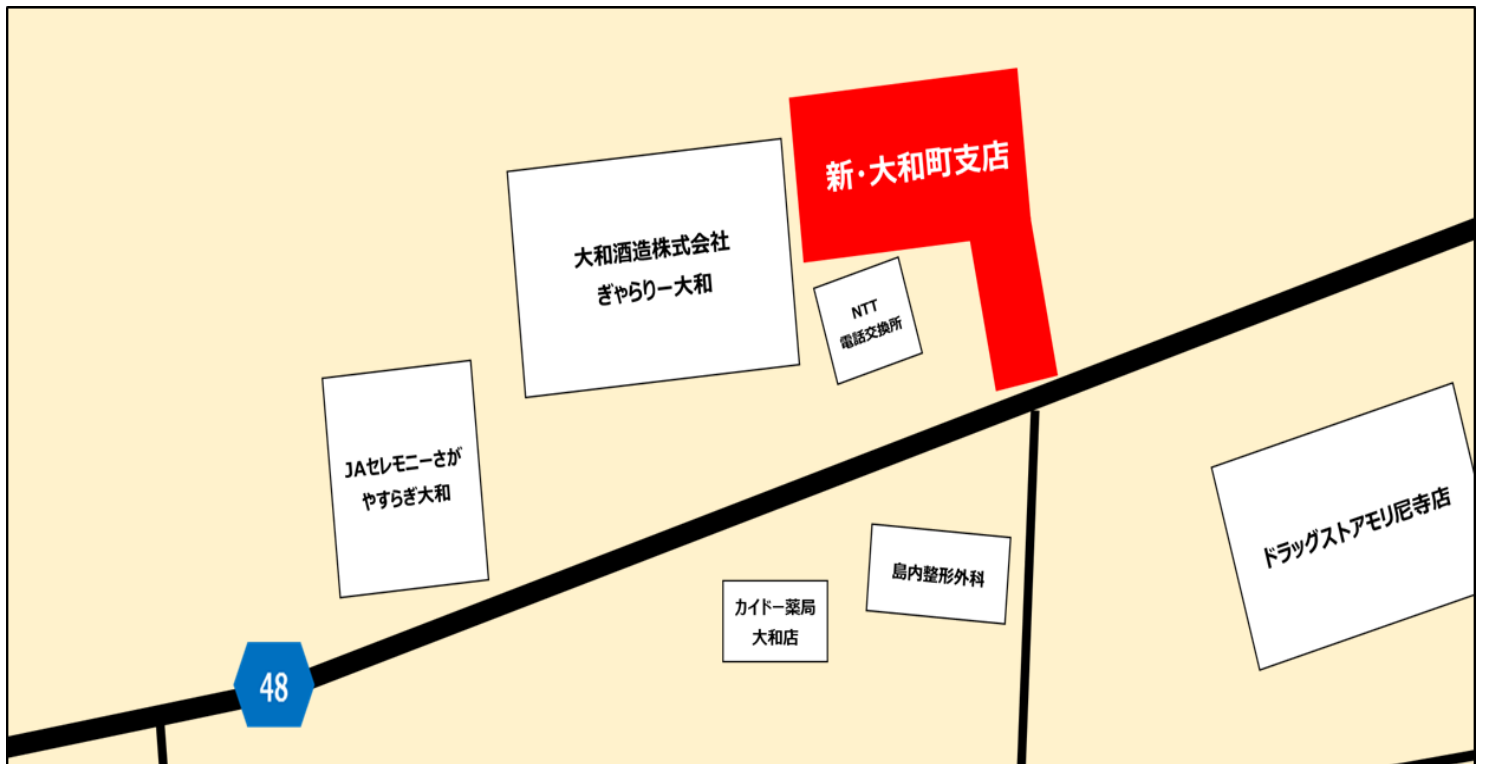 新・大和町支店
大和酒造株式会社
ぎゃらりー大和
NTT
電話交換所
JAセレモニーさが
やすらぎ大和
ドラッグストアモリ尼寺店
島内整形外科
カイドー薬局
大和店
48